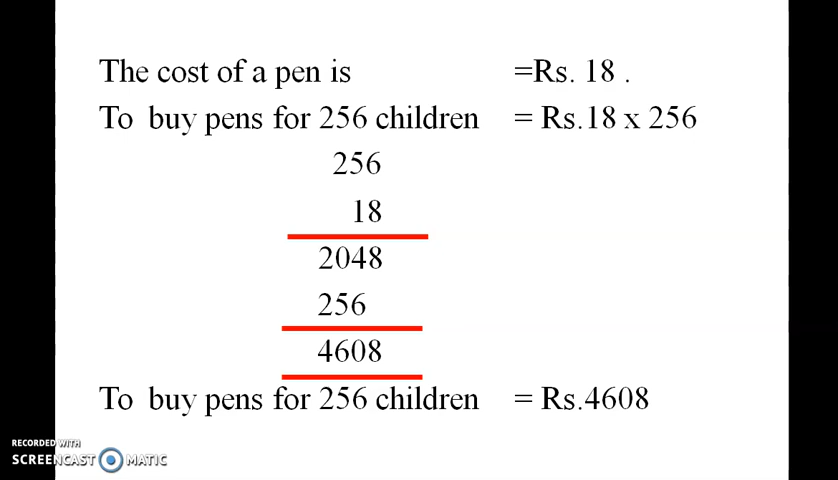 The cost of a pen is =Rs. 18 .
To buy pens for 256 children = Rs.18 x 256
256
18
2048
256
4608
To buy pens for 256 children = Rs.4608
RECORDED WITH
SCREENCAST MATIC